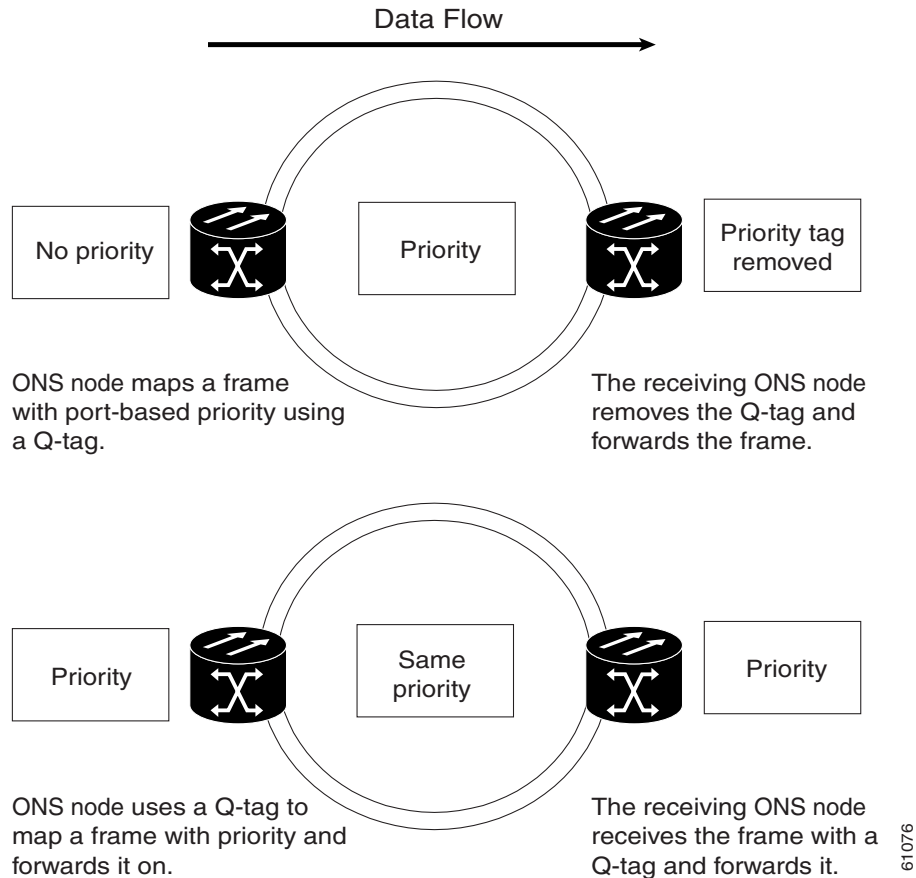 Data Flow
No priority
Priority
Priority tag
removed
ONS node maps a frame
with port-based priority using
a Q-tag.
The receiving ONS node
removes the Q-tag and
forwards the frame.
Priority
Same
priority
Priority
ONS node uses a Q-tag to
map a frame with priority and
forwards it on.
The receiving ONS node
receives the frame with a
Q-tag and forwards it.
61076